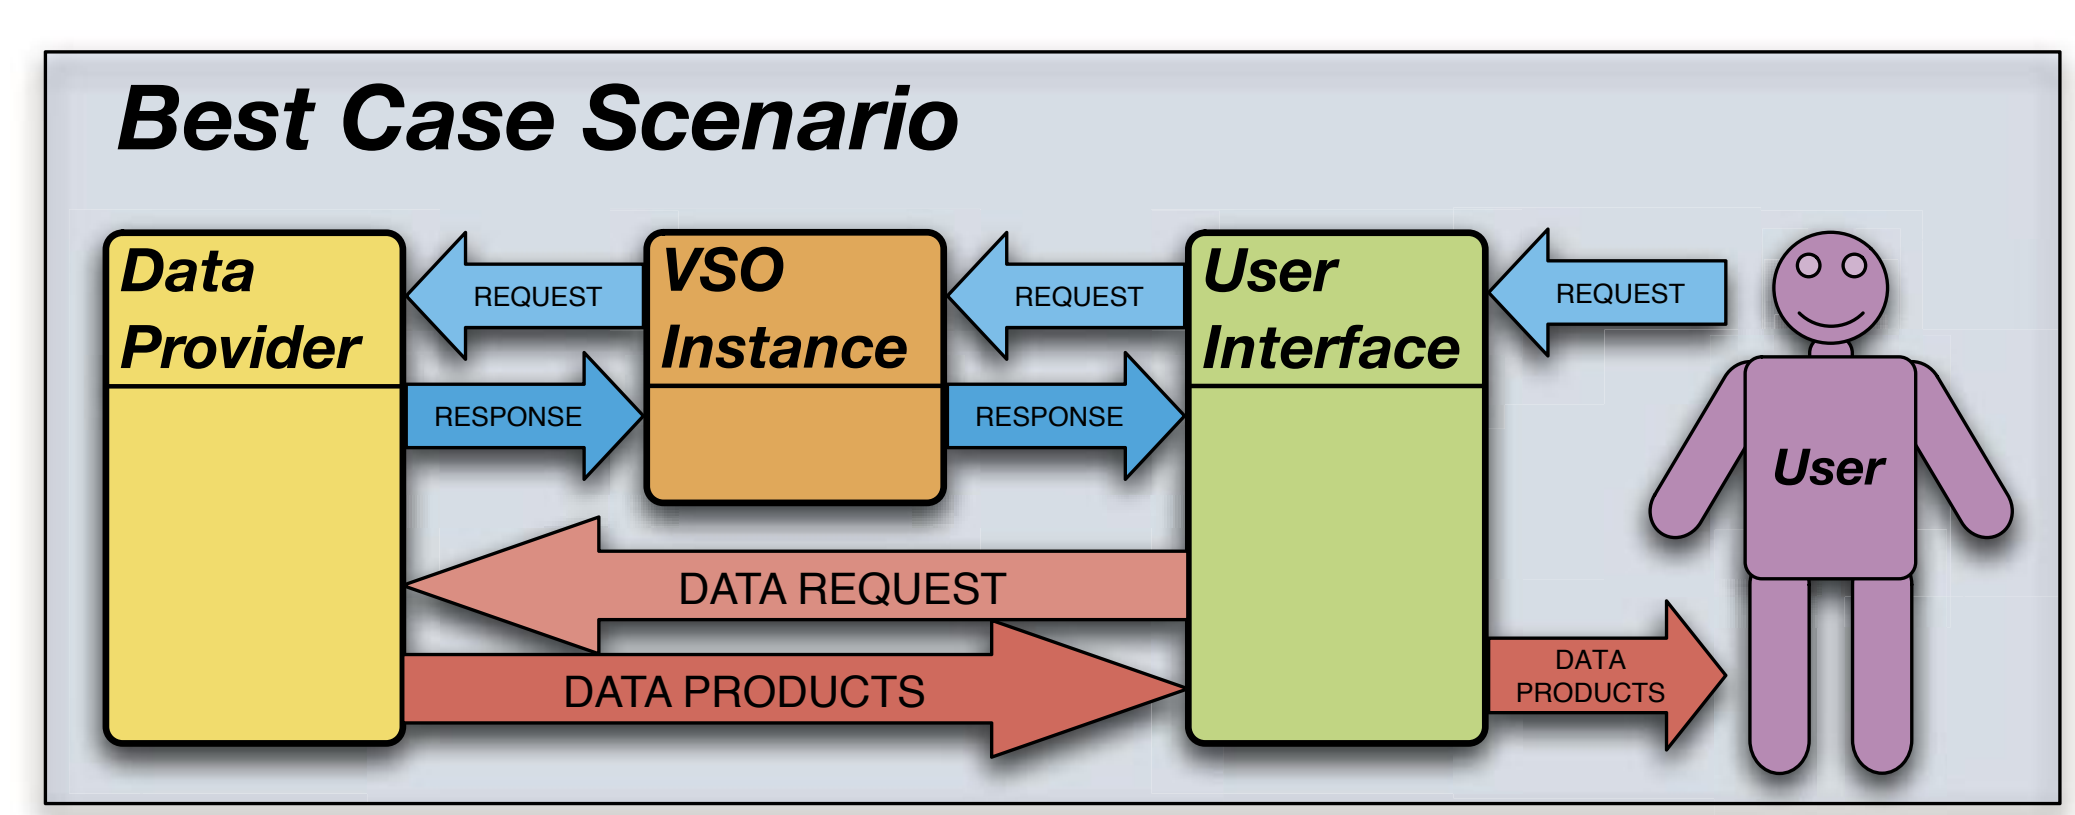 Best Case Scenario
Data
Provider
REQUEST
RESPONSE
VSO
Instance
REQUEST
RESPONSE
User
Interface
REQUEST
User
DATA REQUEST
DATA PRODUCTS
DATA
PRODUCTS